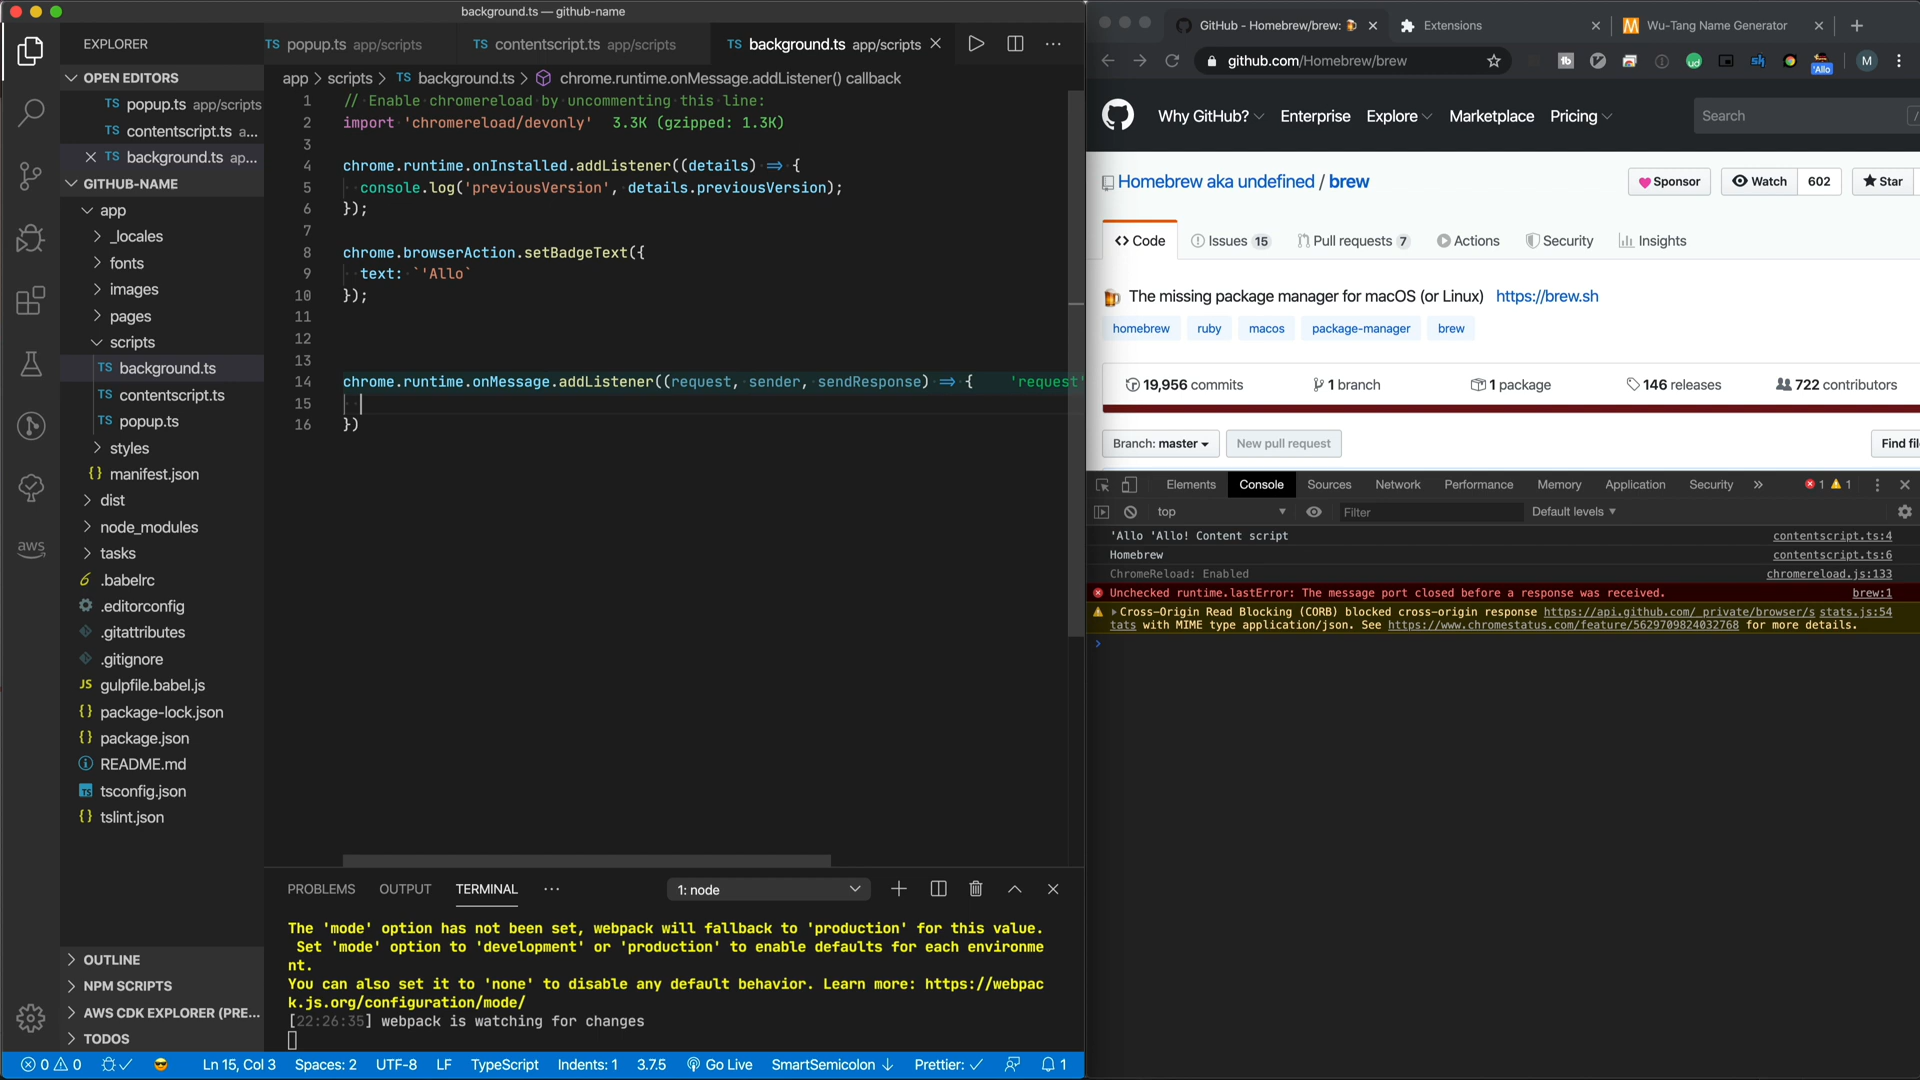 background.ts — github-name
EXPLORER
OPEN EDITORS
TS popup.ts app/scripts
TS contentscript.ts a...
TS background.ts ap...
GITHUB-NAME
app
_locales
fonts
images
pages
scripts
TS background.ts
TS contentscript.ts
TS popup.ts
styles
{} manifest.json
dist
node_modules
tasks
.babelrc
.editorconfig
.gitattributes
.gitignore
JS gulpfile.babel.js
{} package-lock.json
{} package.json
README.md
TS tsconfig.json
{} tslint.json
OUTLINE
NPM SCRIPTS
AWS CDK EXPLORER (PRE...
TODOS
aws
TS popup.ts app/scripts
TS contentscript.ts app/scripts
TS background.ts app/scripts
app > scripts > TS background.ts > chrome.runtime.onMessage.addListener() callback
1 // Enable chromereload by uncommenting this line:
2 import 'chromereload/devonly' 3.3K (gzipped: 1.3K)
3
4 chrome.runtime.onInstalled.addListener((details) => {
5 console.log('previousVersion', details.previousVersion);
6 });
7
8 chrome.browserAction.setBadgeText({
9 text: `'Allo`
10 });
11
12
13
14 chrome.runtime.onMessage.addListener((request, sender, sendResponse) => { 'request'
15
16 })
PROBLEMS OUTPUT TERMINAL ...
1: node
The 'mode' option has not been set, webpack will fallback to 'production' for this value.
Set 'mode' option to 'development' or 'production' to enable defaults for each environme
nt.
You can also set it to 'none' to disable any default behavior. Learn more: https://webpac
k.js.org/configuration/mode/
[22:26:35] webpack is watching for changes
0 0 Ln 15, Col 3 Spaces: 2 UTF-8 LF TypeScript Indents: 1 3.7.5 Go Live SmartSemicolon ↓ Prettier: ✓ 1
GitHub - Homebrew/brew: Extensions Wu-Tang Name Generator
github.com/Homebrew/brew
'Allo M
Why GitHub? Enterprise Explore Marketplace Pricing Search /
Homebrew aka undefined / brew
Sponsor Watch 602 Star
Code Issues 15 Pull requests 7 Actions Security Insights
The missing package manager for macOS (or Linux) https://brew.sh
homebrew ruby macos package-manager brew
19,956 commits 1 branch 1 package 146 releases 722 contributors
Branch: master New pull request Find fil
Elements Console Sources Network Performance Memory Application Security » 1 1
top Filter Default levels
'Allo 'Allo! Content script contentscript.ts:4
Homebrew contentscript.ts:6
ChromeReload: Enabled chromereload.js:133
Unchecked runtime.lastError: The message port closed before a response was received. brew:1
Cross-Origin Read Blocking (CORB) blocked cross-origin response https://api.github.com/_private/browser/s stats.js:54
tats with MIME type application/json. See https://www.chromestatus.com/feature/5629709824032768 for more details.